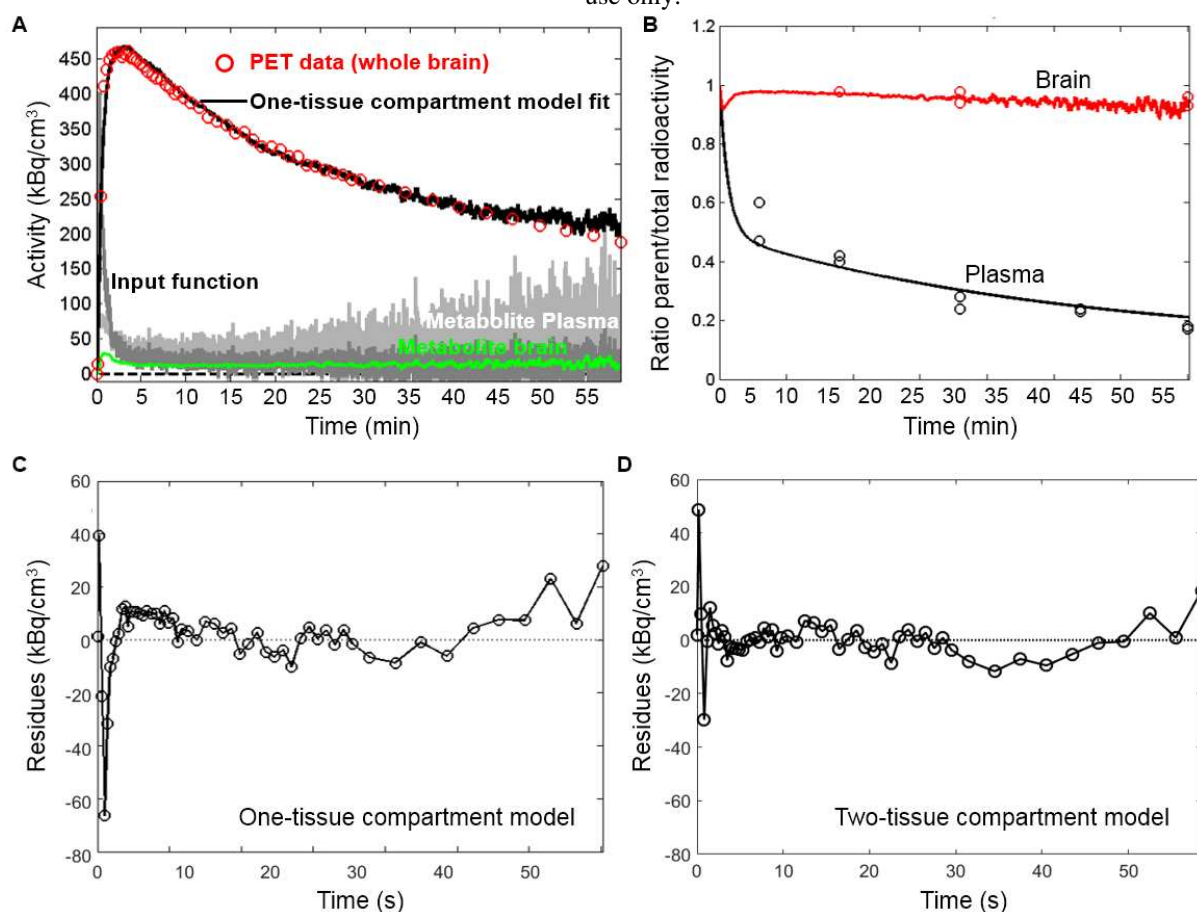 use only.
A
450
400
350
300
250
200
150
100
50
0
Activity (kBq/cm³)
PET data (whole brain)
One-tissue compartment model fit
Input function
Metabolite Plasma
Metabolite brain
0 5 10 15 20 25 30 35 40 45 50 55
Time (min)
B
1.2
1
0.8
0.6
0.4
0.2
0
Ratio parent/total radioactivity
Brain
Plasma
0 5 10 15 20 25 30 35 40 45 50 55
Time (min)
C
60
40
20
0
-20
-40
-60
-80
Residues (kBq/cm³)
One-tissue compartment model
0 10 20 30 40 50
Time (s)
D
60
40
20
0
-20
-40
-60
-80
Residues (kBq/cm³)
Two-tissue compartment model
0 10 20 30 40 50
Time (s)